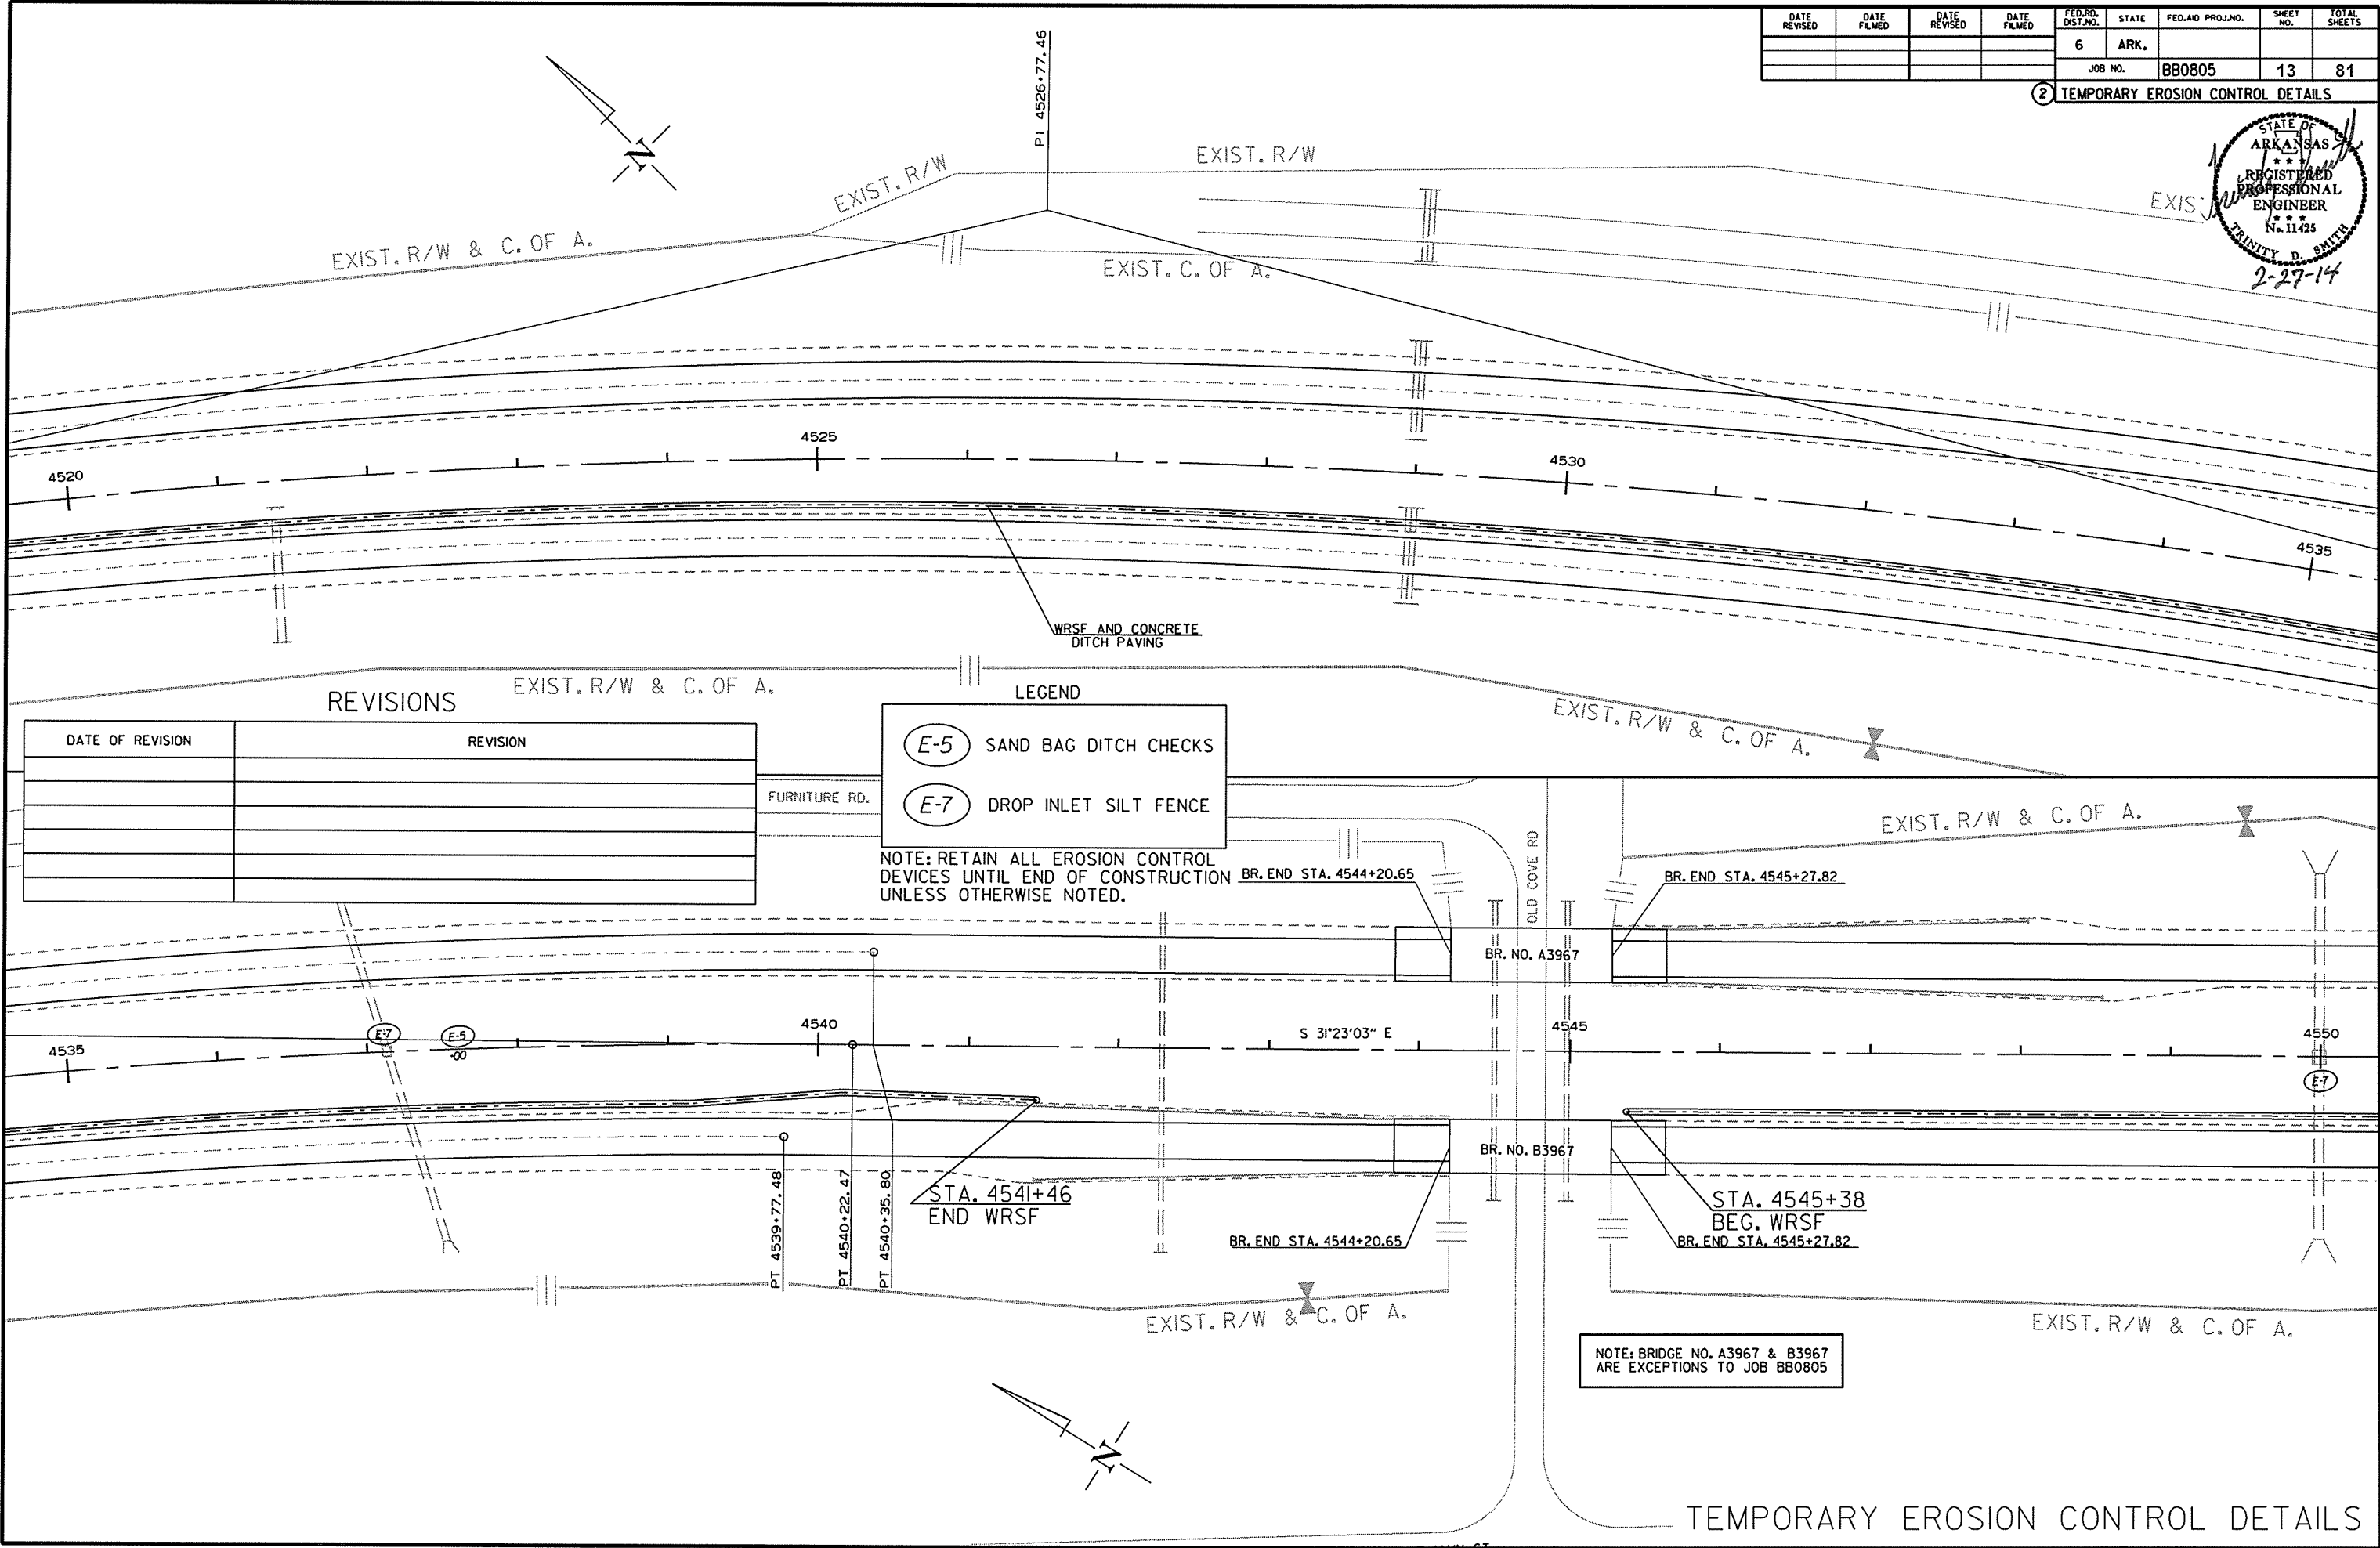 DATE REVISED
DATE FILMED
DATE REVISED
DATE FILMED
FED.RD. DIST.NO.
STATE
FED.AID PROJ.NO.
SHEET NO.
TOTAL SHEETS
6
ARK.
JOB NO.
BB0805
13
81
2 TEMPORARY EROSION CONTROL DETAILS
STATE OF
ARKANSAS
REGISTERED
PROFESSIONAL
ENGINEER
No. 11425
TRINITY D. SMITH
2-27-14
PI 4526+77.46
EXIST. R/W
EXIST. R/W
EXIST. R/W & C. OF A.
EXIST. C. OF A.
4520
4525
4530
4535
WRSF AND CONCRETE
DITCH PAVING
EXIST. R/W & C. OF A.
EXIST. R/W & C. OF A.
REVISIONS
DATE OF REVISION
REVISION
LEGEND
E-5 SAND BAG DITCH CHECKS
E-7 DROP INLET SILT FENCE
FURNITURE RD.
NOTE: RETAIN ALL EROSION CONTROL
DEVICES UNTIL END OF CONSTRUCTION
UNLESS OTHERWISE NOTED.
BR. END STA. 4544+20.65
OLD COVE RD
BR. END STA. 4545+27.82
EXIST. R/W & C. OF A.
BR. NO. A3967
4535
E-7
E-5
4540
S 31°23'03" E
4545
4550
E-7
BR. NO. B3967
PT 4539+77.48
PT 4540+22.47
PT 4540+35.80
STA. 4541+46
END WRSF
BR. END STA. 4544+20.65
STA. 4545+38
BEG. WRSF
BR. END STA. 4545+27.82
EXIST. R/W & C. OF A.
EXIST. R/W & C. OF A.
NOTE: BRIDGE NO. A3967 & B3967
ARE EXCEPTIONS TO JOB BB0805
N
N
TEMPORARY EROSION CONTROL DETAILS